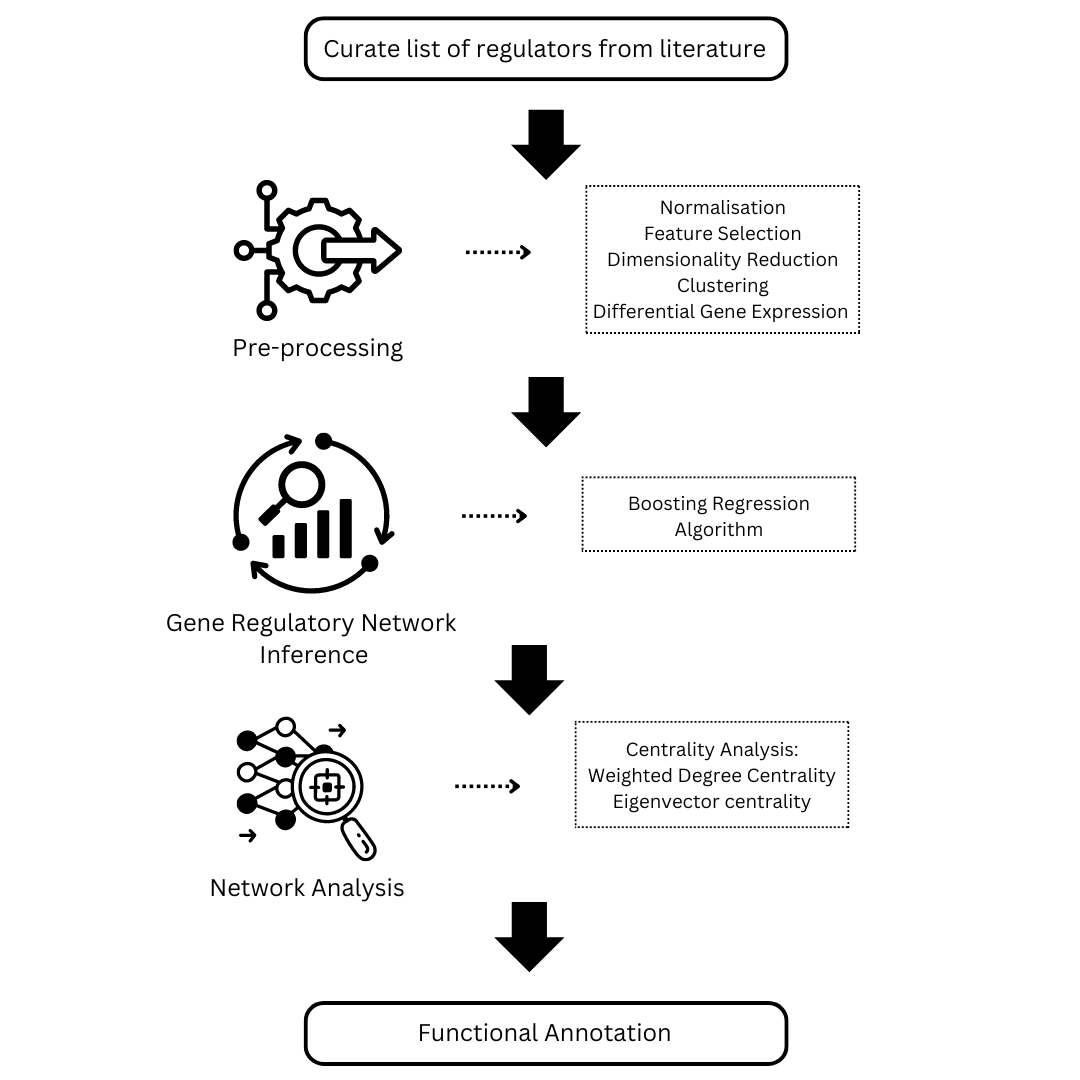 Curate list of regulators from literature
Normalisation
Feature Selection
Dimensionality Reduction
Clustering
Differential Gene Expression
Pre-processing
Boosting Regression
Algorithm
Gene Regulatory Network
Inference
Centrality Analysis:
Weighted Degree Centrality
Eigenvector centrality
Network Analysis
Functional Annotation